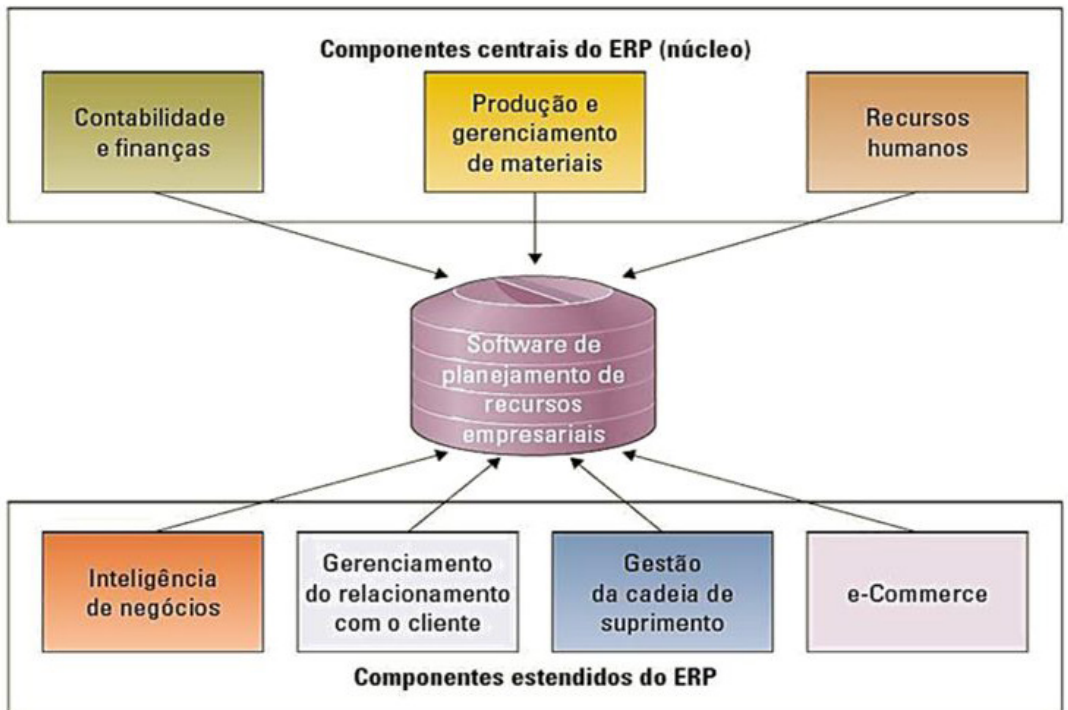 Componentes centrais do ERP (núcleo)
Contabilidade
e finanças
Produção e
gerenciamento
de materiais
Recursos
humanos
Software de
planejamento de
recursos
empresariais
Inteligência
de negócios
Gerenciamento
do relacionamento
com o cliente
Gestão
da cadeia de
suprimento
e-Commerce
Componentes estendidos do ERP